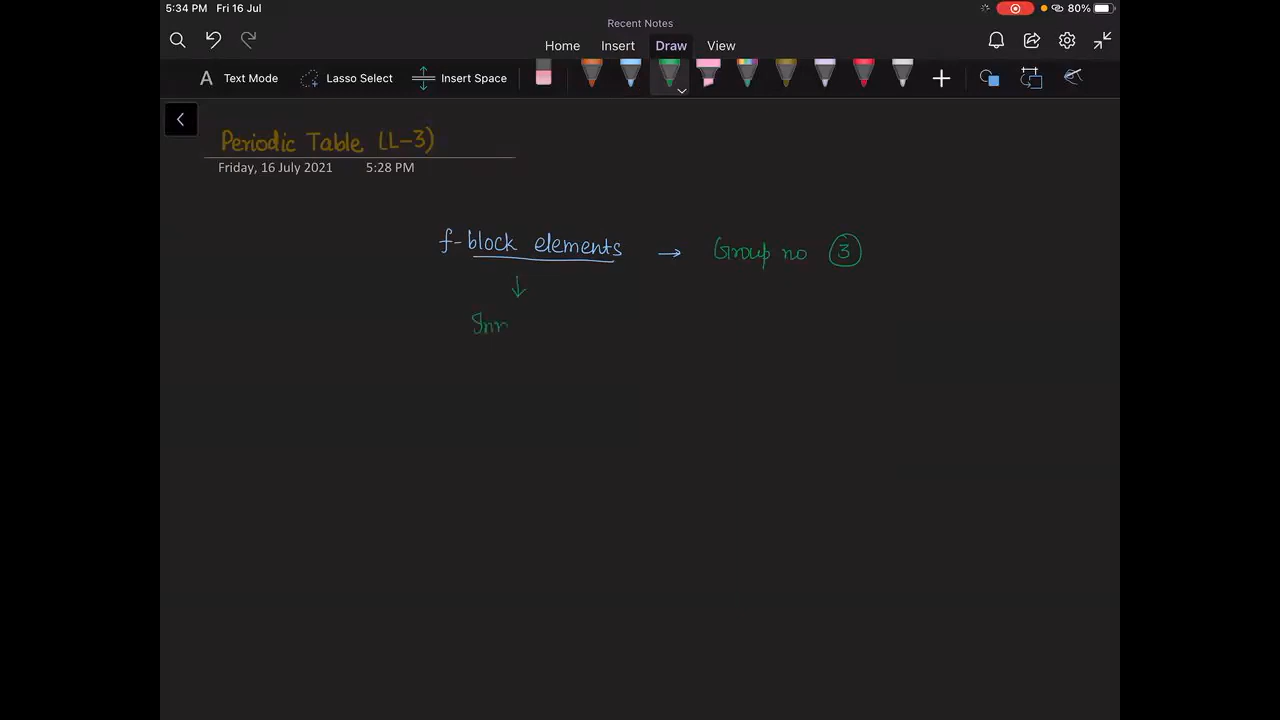 5:34 PM Fri 16 Jul 80%
Recent Notes
Home Insert Draw View
A Text Mode Lasso Select Insert Space
Periodic Table (L-3)
Friday, 16 July 2021 5:28 PM
f-block elements → Group no 3
↓
Inn